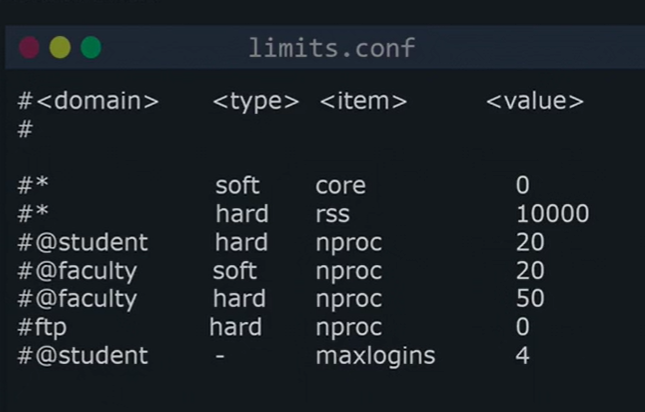 limits.conf
#<domain> <type> <item> <value>
#
#* soft core 0
#* hard rss 10000
#@student hard nproc 20
#@faculty soft nproc 20
#@faculty hard nproc 50
#ftp hard nproc 0
#@student - maxlogins 4